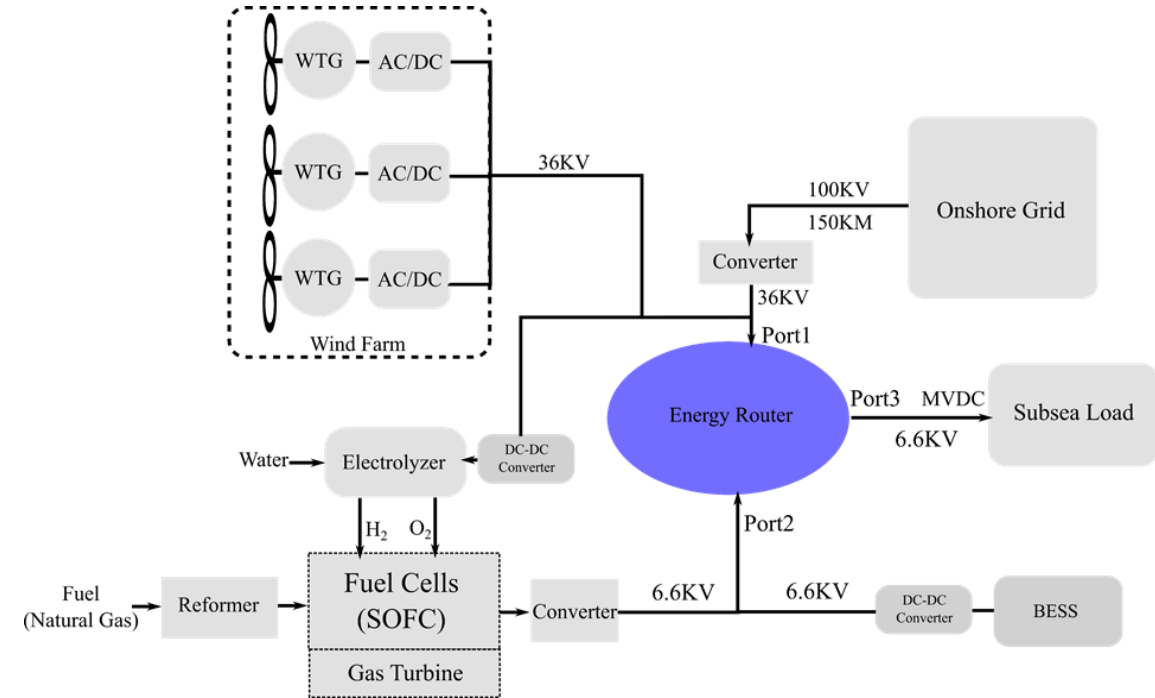 WTG
AC/DC
WTG
AC/DC
WTG
AC/DC
Wind Farm
36KV
100KV
150KM
Onshore Grid
Converter
36KV
Port1
Energy Router
Port3
MVDC
6.6KV
Subsea Load
Water
Electrolyzer
DC-DC
Converter
H2
O2
Port2
Fuel
(Natural Gas)
Reformer
Fuel Cells
(SOFC)
Gas Turbine
Converter
6.6KV
6.6KV
DC-DC
Converter
BESS